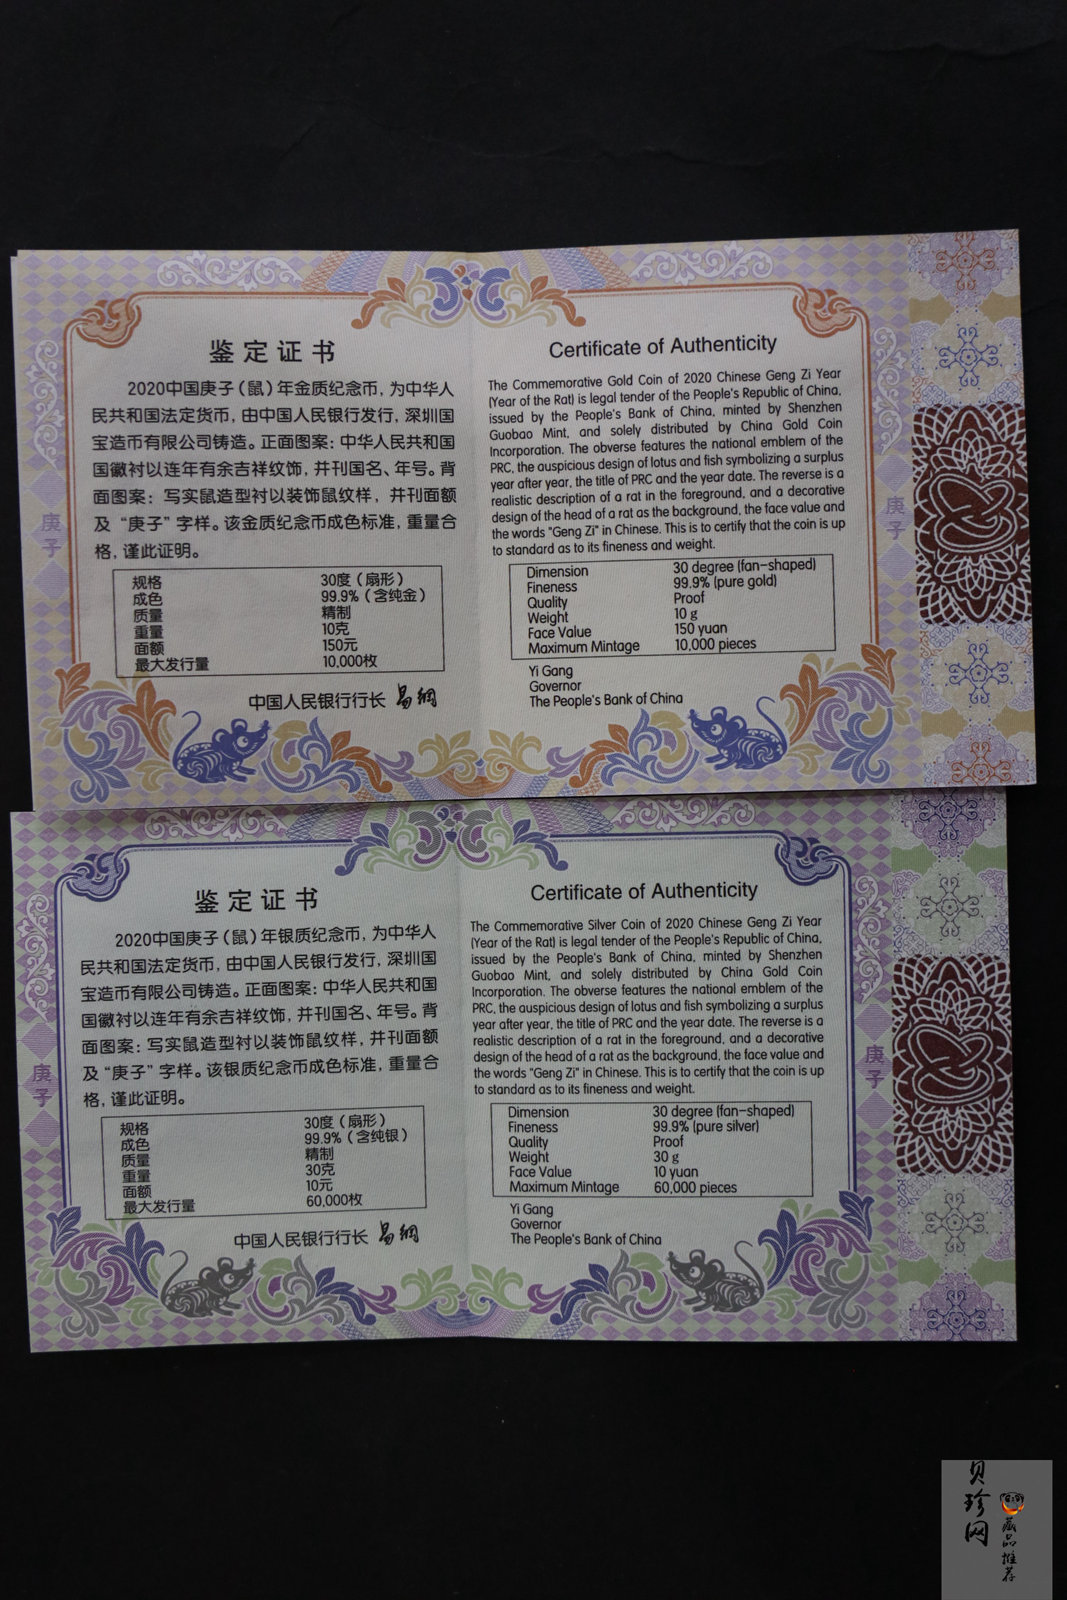 鉴定证书
2020中国庚子（鼠）年金质纪念币，为中华人
民共和国法定货币，由中国人民银行发行，深圳国
宝造币有限公司铸造。正面图案：中华人民共和国
国徽衬以连年有余吉祥纹饰，并刊国名、年号。背
面图案：写实鼠造型衬以装饰鼠纹样，并刊面额
及“庚子”字样。该金质纪念币成色标准，重量合
格，谨此证明。
规格 30度（扇形）
成色 99.9%（含纯金）
质量 精制
重量 10克
面额 150元
最大发行量 10,000枚
中国人民银行行长 易纲
庚子
Certificate of Authenticity
The Commemorative Gold Coin of 2020 Chinese Geng Zi Year
(Year of the Rat) is legal tender of the People's Republic of China,
issued by the People's Bank of China, minted by Shenzhen
Guobao Mint, and solely distributed by China Gold Coin
Incorporation. The obverse features the national emblem of the
PRC, the auspicious design of lotus and fish symbolizing a surplus
year after year, the title of PRC and the year date. The reverse is a
realistic description of a rat in the foreground, and a decorative
design of the head of a rat as the background, the face value and
the words "Geng Zi" in Chinese. This is to certify that the coin is up
to standard as to its fineness and weight.
Dimension 30 degree (fan-shaped)
Fineness 99.9% (pure gold)
Quality Proof
Weight 10 g
Face Value 150 yuan
Maximum Mintage 10,000 pieces
Yi Gang
Governor
The People's Bank of China
庚子
鉴定证书
2020中国庚子（鼠）年银质纪念币，为中华人
民共和国法定货币，由中国人民银行发行，深圳国
宝造币有限公司铸造。正面图案：中华人民共和国
国徽衬以连年有余吉祥纹饰，并刊国名、年号。背
面图案：写实鼠造型衬以装饰鼠纹样，并刊面额
及“庚子”字样。该银质纪念币成色标准，重量合
格，谨此证明。
规格 30度（扇形）
成色 99.9%（含纯银）
质量 精制
重量 30克
面额 10元
最大发行量 60,000枚
中国人民银行行长 易纲
庚子
Certificate of Authenticity
The Commemorative Silver Coin of 2020 Chinese Geng Zi Year
(Year of the Rat) is legal tender of the People's Republic of China,
issued by the People's Bank of China, minted by Shenzhen
Guobao Mint, and solely distributed by China Gold Coin
Incorporation. The obverse features the national emblem of the
PRC, the auspicious design of lotus and fish symbolizing a surplus
year after year, the title of PRC and the year date. The reverse is a
realistic description of a rat in the foreground, and a decorative
design of the head of a rat as the background, the face value and
the words "Geng Zi" in Chinese. This is to certify that the coin is up
to standard as to its fineness and weight.
Dimension 30 degree (fan-shaped)
Fineness 99.9% (pure silver)
Quality Proof
Weight 30 g
Face Value 10 yuan
Maximum Mintage 60,000 pieces
Yi Gang
Governor
The People's Bank of China
庚子
贝珍网
藏品推荐